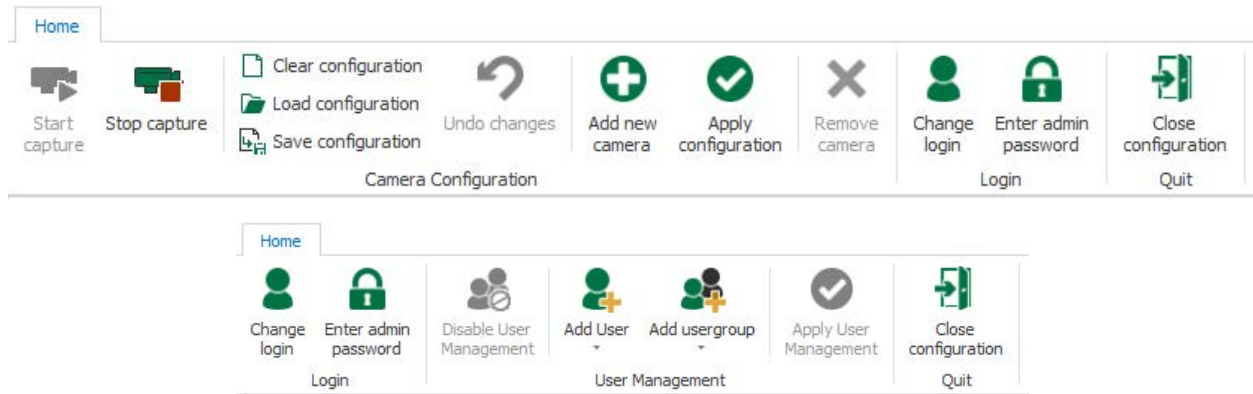 Home
Start capture
Stop capture
Clear configuration
Load configuration
Save configuration
Undo changes
Add new camera
Apply configuration
Remove camera
Camera Configuration
Change login
Enter admin password
Login
Close configuration
Quit
Home
Change login
Enter admin password
Login
Disable User Management
Add User
Add usergroup
Apply User Management
User Management
Close configuration
Quit